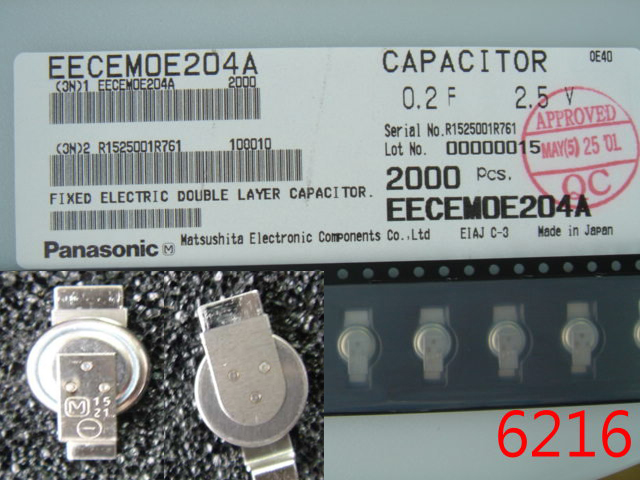 EECEM0E204A
CAPACITOR
0E40
(3N)1 EECEM0E204A 2000
0.2 F 2.5 V
Serial No.R1525001R761
(3N)2 R1525001R761 100010
Lot No. 00000015
APPROVED
MAY(5) 25 '01
QC
2000 Pcs.
FIXED ELECTRIC DOUBLE LAYER CAPACITOR.
EECEM0E204A
Panasonic M
Matsushita Electronic Components Co.,Ltd EIAJ C-3 Made in Japan
M 15
21
6216